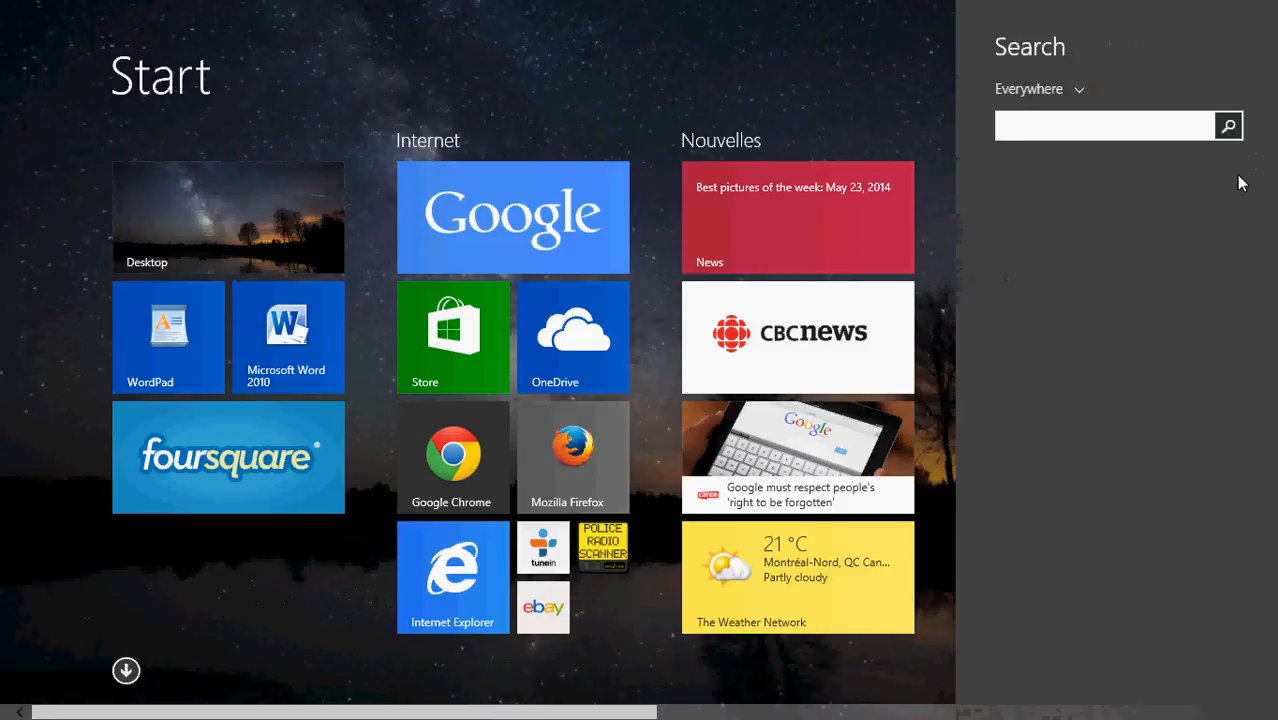 Start
Desktop
WordPad
Microsoft Word
2010
foursquare
Internet
Google
Store
OneDrive
Google Chrome
Mozilla Firefox
Internet Explorer
tunein
POLICE
RADIO
SCANNER
ebay
Nouvelles
Best pictures of the week: May 23, 2014
News
CBCnews
Google
canoe
Google must respect people's
'right to be forgotten'
21 °C
Montréal-Nord, QC Can...
Partly cloudy
The Weather Network
Search
Everywhere